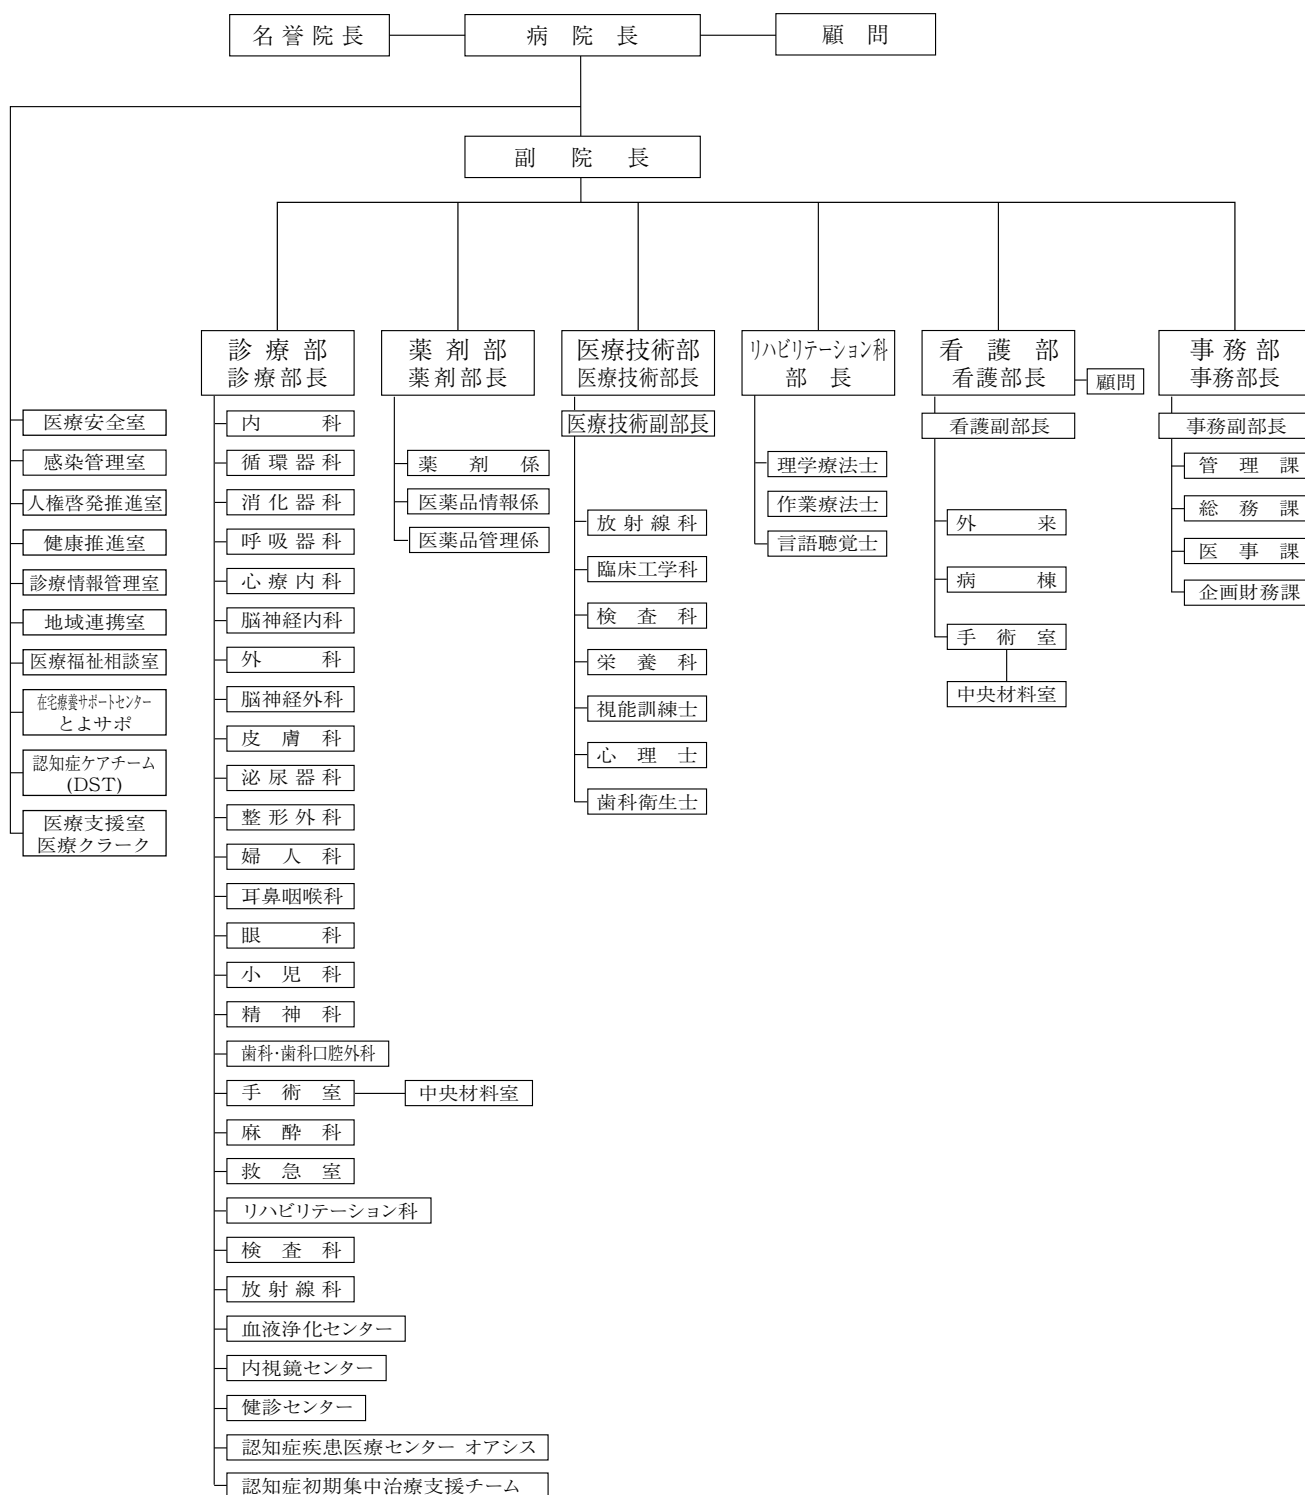 名誉院長
病院長
顧問
副院長
診療部
診療部長
薬剤部
薬剤部長
医療技術部
医療技術部長
リハビリテーション科
部長
看護部
看護部長
顧問
事務部
事務部長
医療安全室
感染管理室
人権啓発推進室
健康推進室
診療情報管理室
地域連携室
医療福祉相談室
在宅療養サポートセンター
とよサポ
認知症ケアチーム
(DST)
医療支援室
医療クラーク
内科
循環器科
消化器科
呼吸器科
心療内科
脳神経内科
外科
脳神経外科
皮膚科
泌尿器科
整形外科
婦人科
耳鼻咽喉科
眼科
小児科
精神科
歯科・歯科口腔外科
手術室
中央材料室
麻酔科
救急室
リハビリテーション科
検査科
放射線科
血液浄化センター
内視鏡センター
健診センター
認知症疾患医療センター オアシス
認知症初期集中治療支援チーム
薬剤係
医薬品情報係
医薬品管理係
医療技術副部長
放射線科
臨床工学科
検査科
栄養科
視能訓練士
心理士
歯科衛生士
理学療法士
作業療法士
言語聴覚士
看護副部長
外来
病棟
手術室
中央材料室
事務副部長
管理課
総務課
医事課
企画財務課